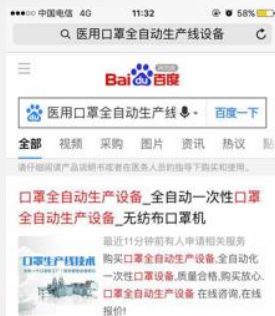 中国电信 4G 11:32 58%
医用口罩全自动生产线设备
Bai 百度
医用口罩全自动生产线 百度一下
全部 视频 采购 图片 资讯 热议 贴
请仔细阅读产品说明书或者在医务人员的指导下购买和使用。
口罩全自动生产设备_全自动一次性口罩
全自动生产设备_无纺布口罩机
最近11分钟前有人申请相关服务
口罩生产线技术
购买口罩全自动生产设备,全自动化
一次性口罩设备,质量合格,购买放心.
口罩全自动生产设备 在线咨询,在线
报价!